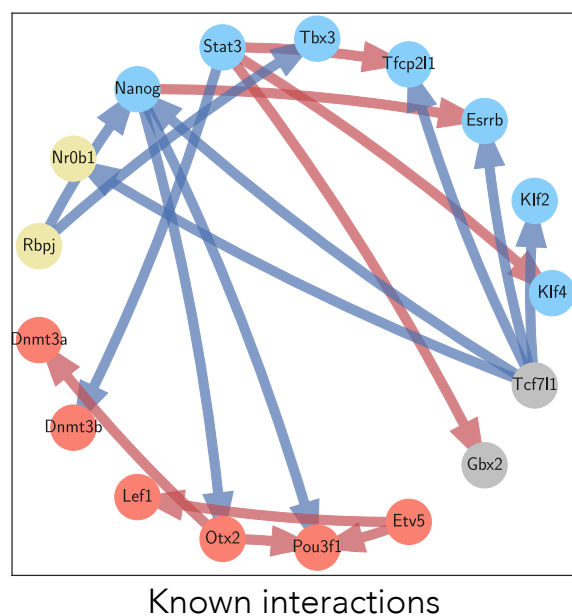 Tbx3
Stat3
Tfcp2l1
Nanog
Esrrb
Nr0b1
Klf2
Rbpj
Klf4
Dnmt3a
Tcf7l1
Dnmt3b
Gbx2
Lef1
Etv5
Otx2
Pou3f1
Known interactions